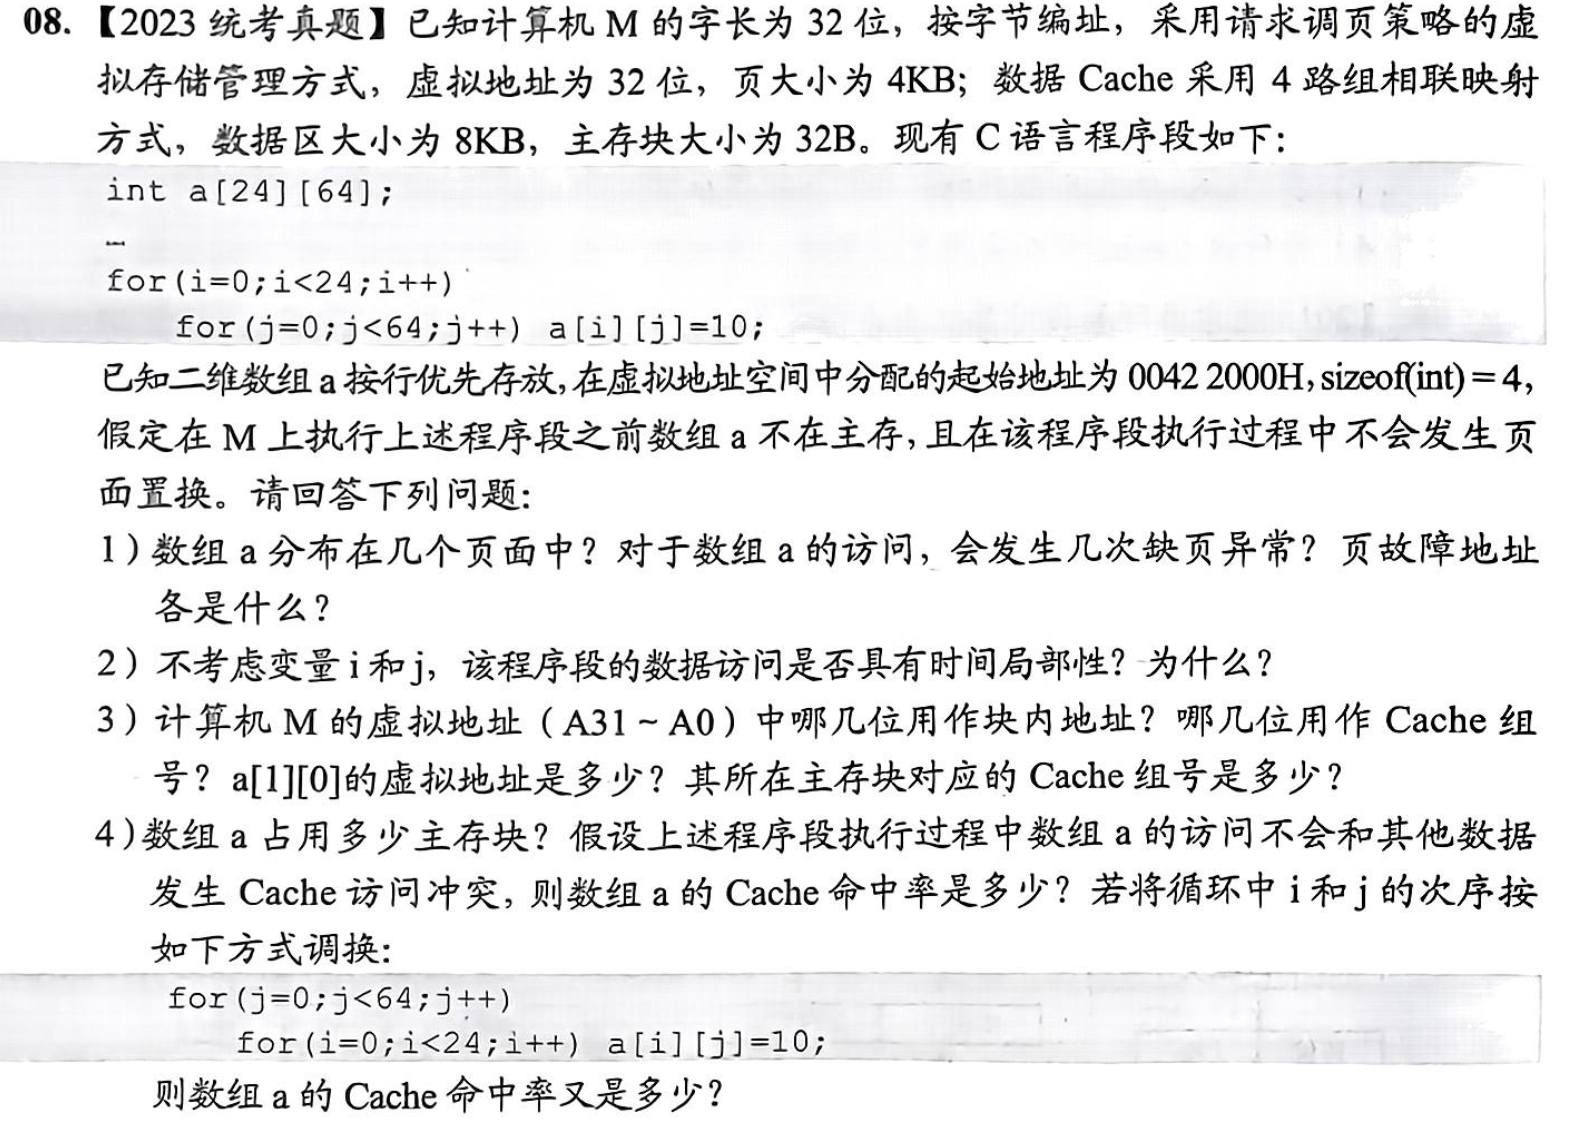 08.【2023 统考真题】已知计算机 M 的字长为 32 位，按字节编址，采用请求调页策略的虚
拟存储管理方式，虚拟地址为 32 位，页大小为 4KB；数据 Cache 采用 4 路组相联映射
方式，数据区大小为 8KB，主存块大小为 32B。现有 C 语言程序段如下：
int a[24][64];
…
for(i=0;i<24;i++)
for(j=0;j<64;j++) a[i][j]=10;
已知二维数组 a 按行优先存放,在虚拟地址空间中分配的起始地址为 0042 2000H, sizeof(int) = 4,
假定在 M 上执行上述程序段之前数组 a 不在主存,且在该程序段执行过程中不会发生页
面置换。请回答下列问题:
1）数组 a 分布在几个页面中？对于数组 a 的访问，会发生几次缺页异常？页故障地址
各是什么？
2）不考虑变量 i 和 j，该程序段的数据访问是否具有时间局部性？为什么？
3）计算机 M 的虚拟地址（A31～A0）中哪几位用作块内地址？哪几位用作 Cache 组
号？a[1][0]的虚拟地址是多少？其所在主存块对应的 Cache 组号是多少？
4)数组 a 占用多少主存块？假设上述程序段执行过程中数组 a 的访问不会和其他数据
发生 Cache 访问冲突，则数组 a 的 Cache 命中率是多少？若将循环中 i 和 j 的次序按
如下方式调换：
for(j=0;j<64;j++)
for(i=0;i<24;i++) a[i][j]=10;
则数组 a 的 Cache 命中率又是多少？